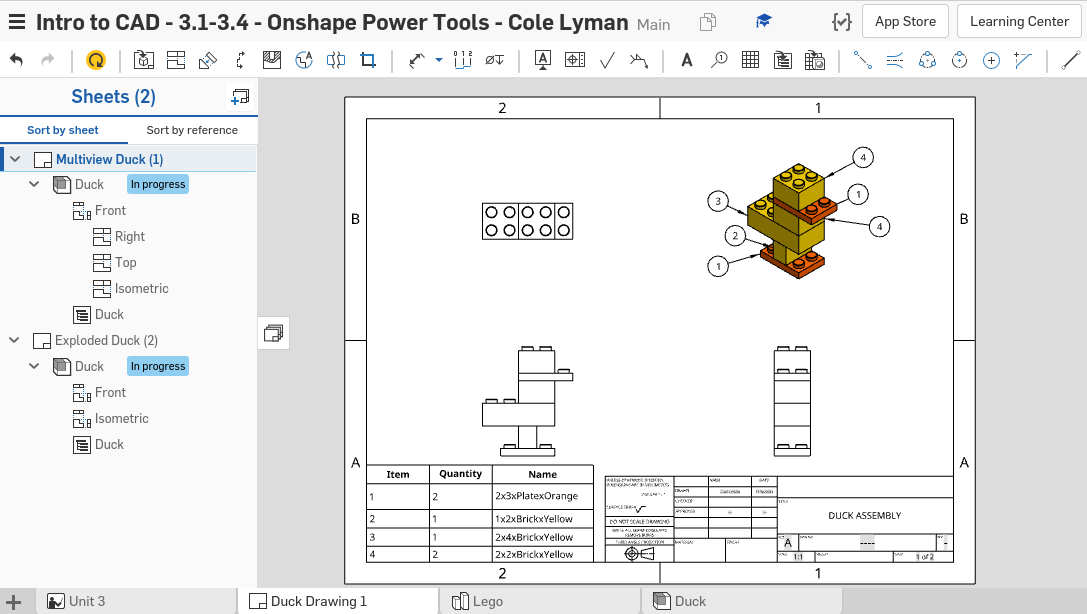 Intro to CAD - 3.1-3.4 - Onshape Power Tools - Cole Lyman Main
App Store
Learning Center
Sheets (2)
Sort by sheet
Sort by reference
Multiview Duck (1)
Duck In progress
Front
Right
Top
Isometric
Duck
Exploded Duck (2)
Duck In progress
Front
Isometric
Duck
2 1
B B
4
1
3
4
2
1
A A
Item Quantity Name
1 2 2x3xPlatexOrange
2 1 1x2xBrickxYellow
3 1 2x4xBrickxYellow
4 2 2x2xBrickxYellow
DO NOT SCALE DRAWING
DUCK ASSEMBLY
A ---- -
1:1 1 of 2
2 1
Unit 3
Duck Drawing 1
Lego
Duck